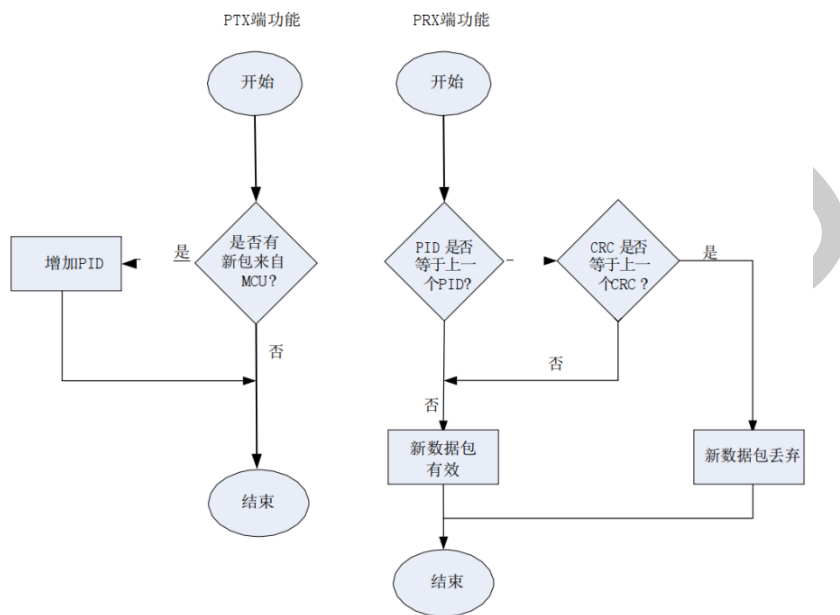 PTX端功能
开始
是否有
新包来自
MCU?
是
增加PID
否
结束
PRX端功能
开始
PID 是否
等于上一
个PID?
CRC 是否
等于上一
个CRC ?
是
否
否
新数据包
有效
新数据包丢弃
结束